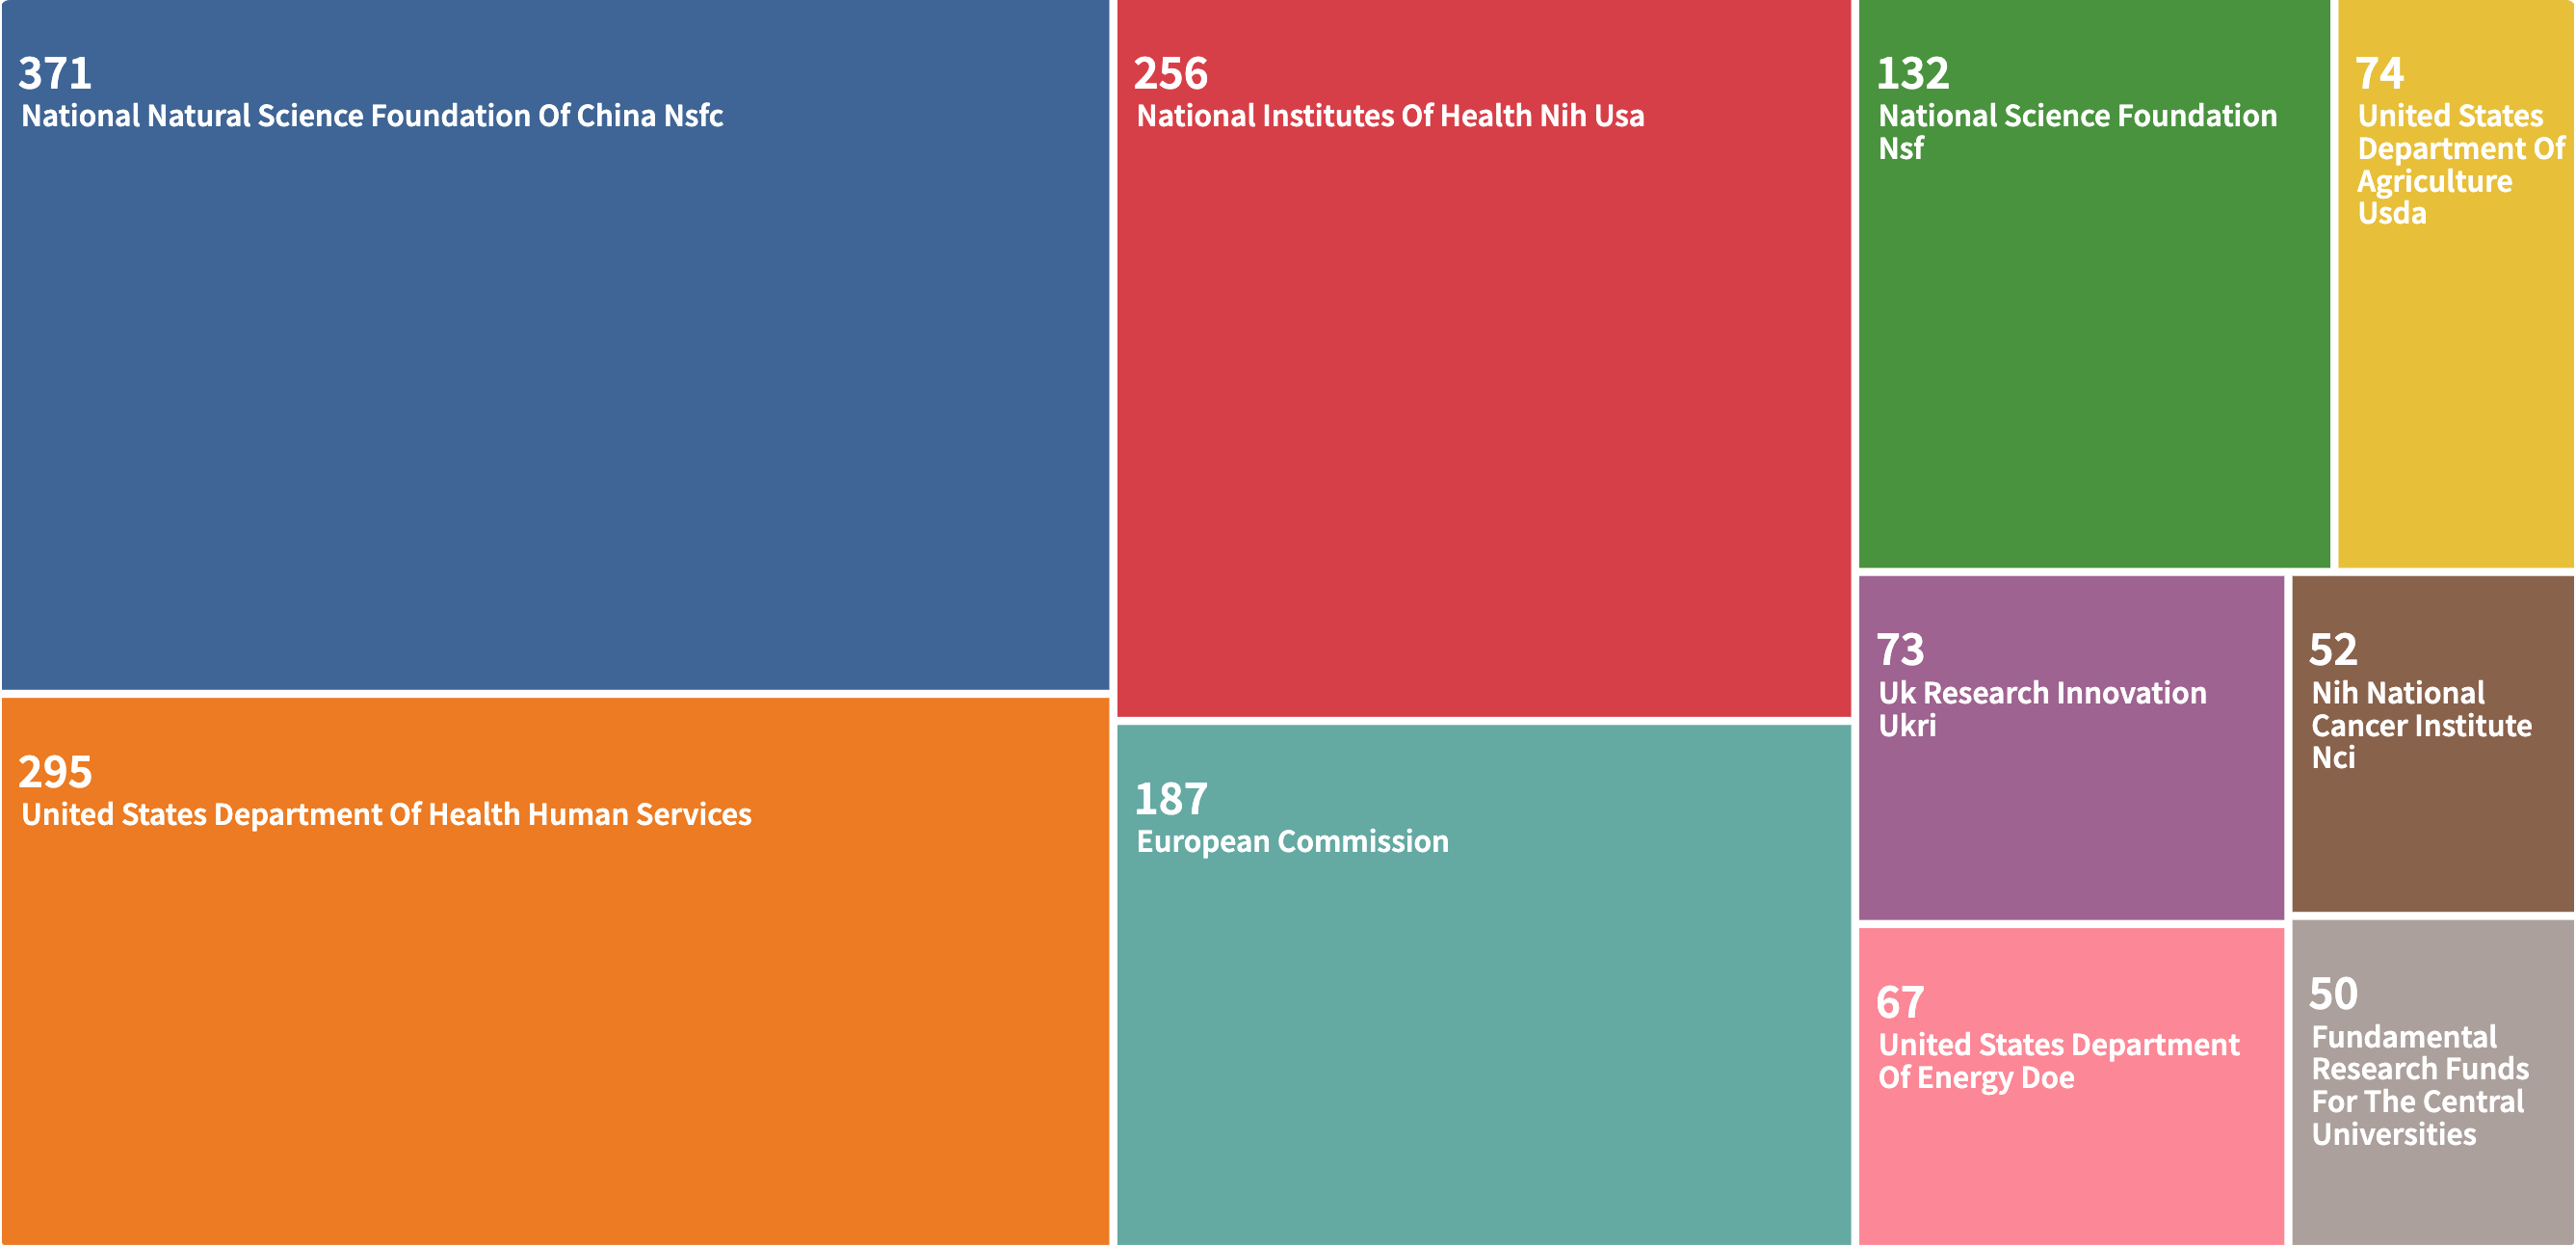 371
National Natural Science Foundation Of China Nsfc
295
United States Department Of Health Human Services
256
National Institutes Of Health Nih Usa
187
European Commission
132
National Science Foundation
Nsf
74
United States
Department Of
Agriculture
Usda
73
Uk Research Innovation
Ukri
52
Nih National
Cancer Institute
Nci
67
United States Department
Of Energy Doe
50
Fundamental
Research Funds
For The Central
Universities